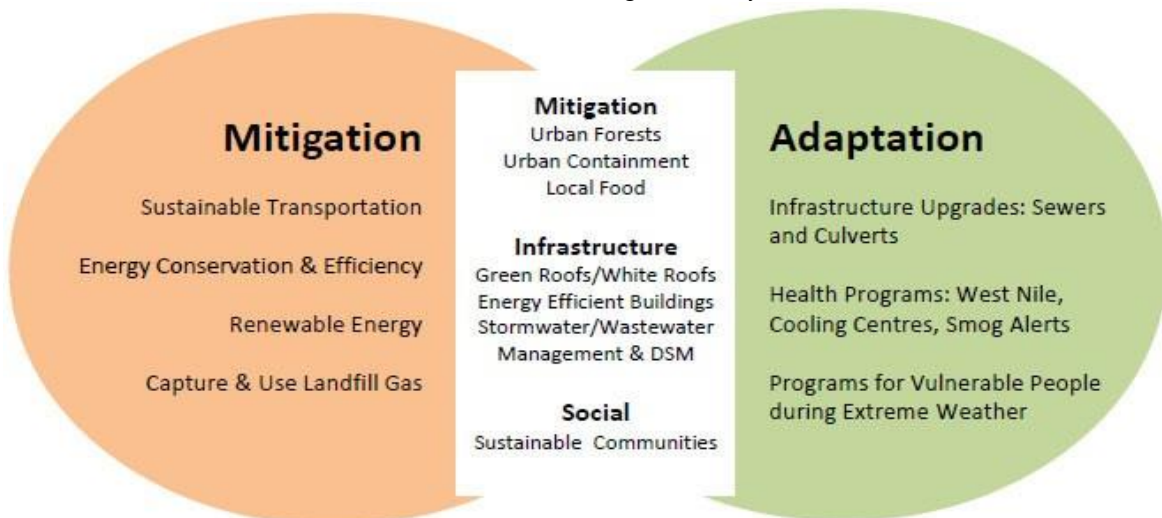 Mitigation
Sustainable Transportation
Energy Conservation & Efficiency
Renewable Energy
Capture & Use Landfill Gas
Mitigation
Urban Forests
Urban Containment
Local Food
Infrastructure
Green Roofs/White Roofs
Energy Efficient Buildings
Stormwater/Wastewater
Management & DSM
Social
Sustainable Communities
Adaptation
Infrastructure Upgrades: Sewers
and Culverts
Health Programs: West Nile,
Cooling Centres, Smog Alerts
Programs for Vulnerable People
during Extreme Weather